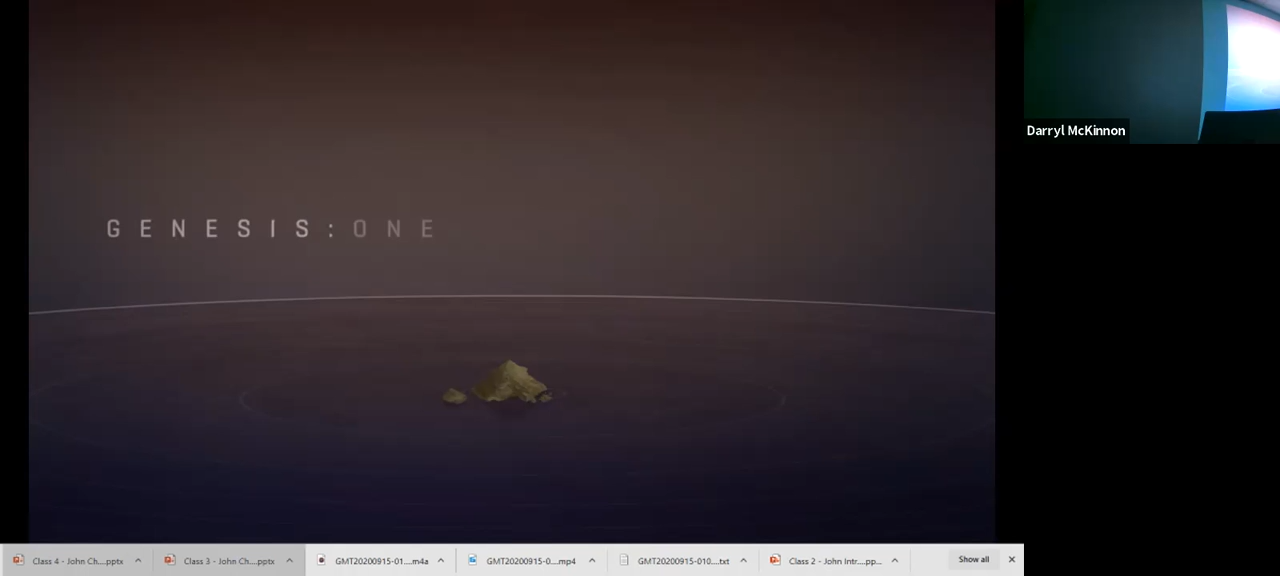 Darryl McKinnon
GENESIS:ONE
Class 4 - John Ch....pptx
Class 3 - John Ch....pptx
GMT20200915-01....m4a
GMT20200915-0....mp4
GMT20200915-010....txt
Class 2 - John Intr....pp...
Show all